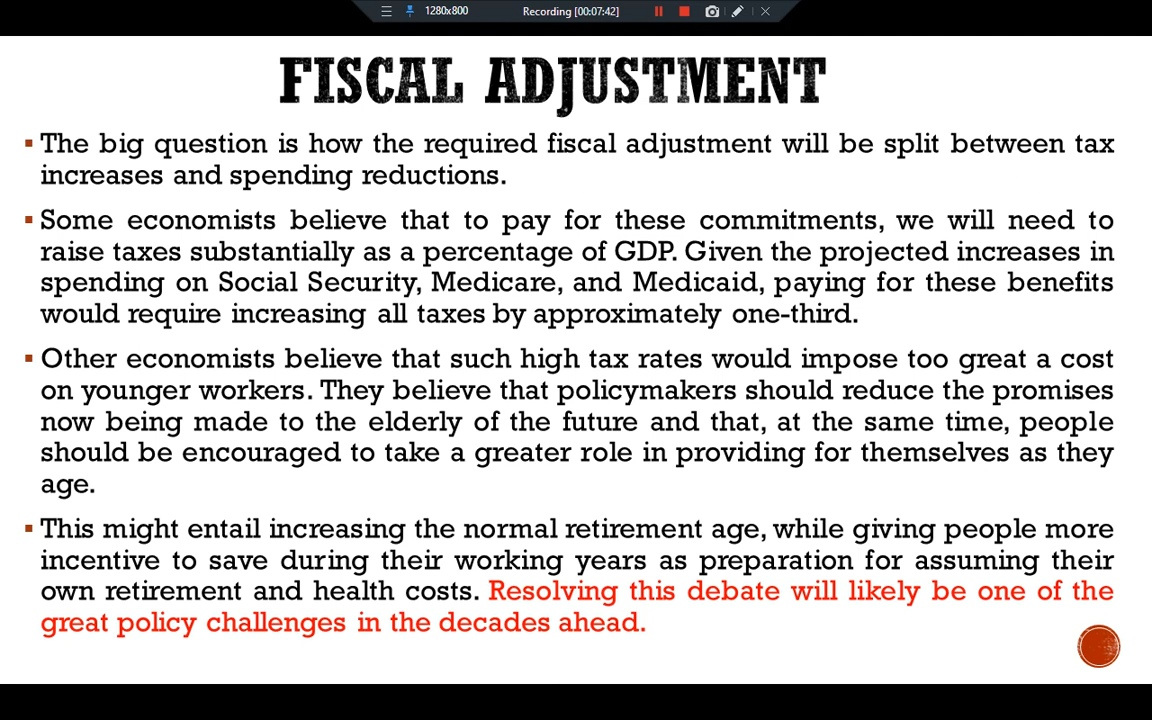 1280x800
Recording [00:07:42]
FISCAL ADJUSTMENT
▪ The big question is how the required fiscal adjustment will be split between tax
increases and spending reductions.
▪ Some economists believe that to pay for these commitments, we will need to
raise taxes substantially as a percentage of GDP. Given the projected increases in
spending on Social Security, Medicare, and Medicaid, paying for these benefits
would require increasing all taxes by approximately one-third.
▪ Other economists believe that such high tax rates would impose too great a cost
on younger workers. They believe that policymakers should reduce the promises
now being made to the elderly of the future and that, at the same time, people
should be encouraged to take a greater role in providing for themselves as they
age.
▪ This might entail increasing the normal retirement age, while giving people more
incentive to save during their working years as preparation for assuming their
own retirement and health costs. Resolving this debate will likely be one of the
great policy challenges in the decades ahead.